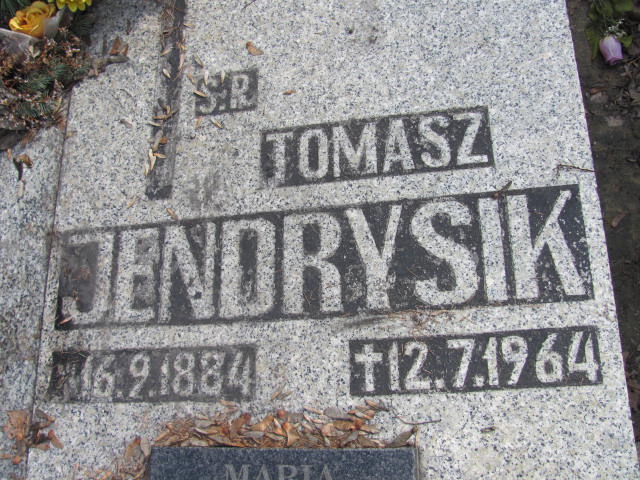 Ś.P.
TOMASZ
JENDRYSIK
*16.9.1884
†12.7.1964
MARIA